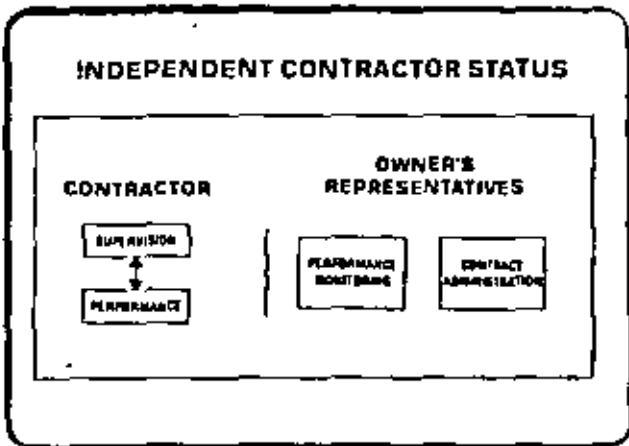 INDEPENDENT CONTRACTOR STATUS
CONTRACTOR
SUPERVISION
PERFORMANCE
OWNER'S
REPRESENTATIVES
PERFORMANCE
MONITORING
CONTRACT
ADMINISTRATION